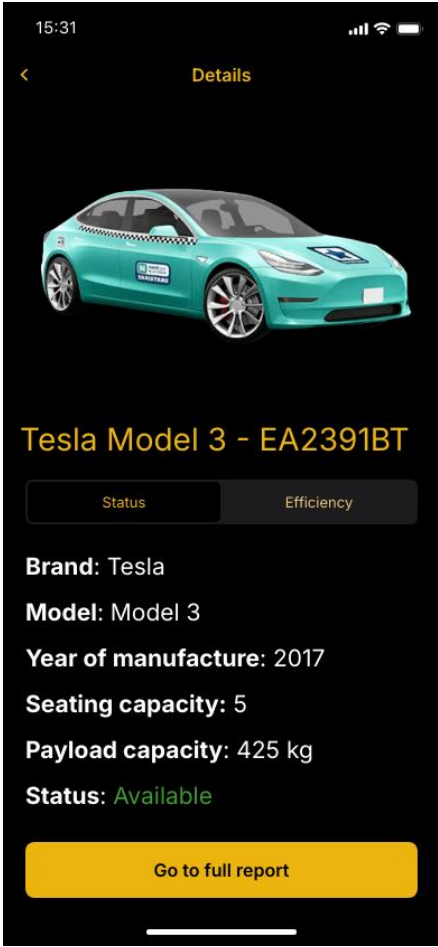 15:31
Details
Tesla Model 3 - EA2391BT
Status
Efficiency
Brand: Tesla
Model: Model 3
Year of manufacture: 2017
Seating capacity: 5
Payload capacity: 425 kg
Status: Available
Go to full report